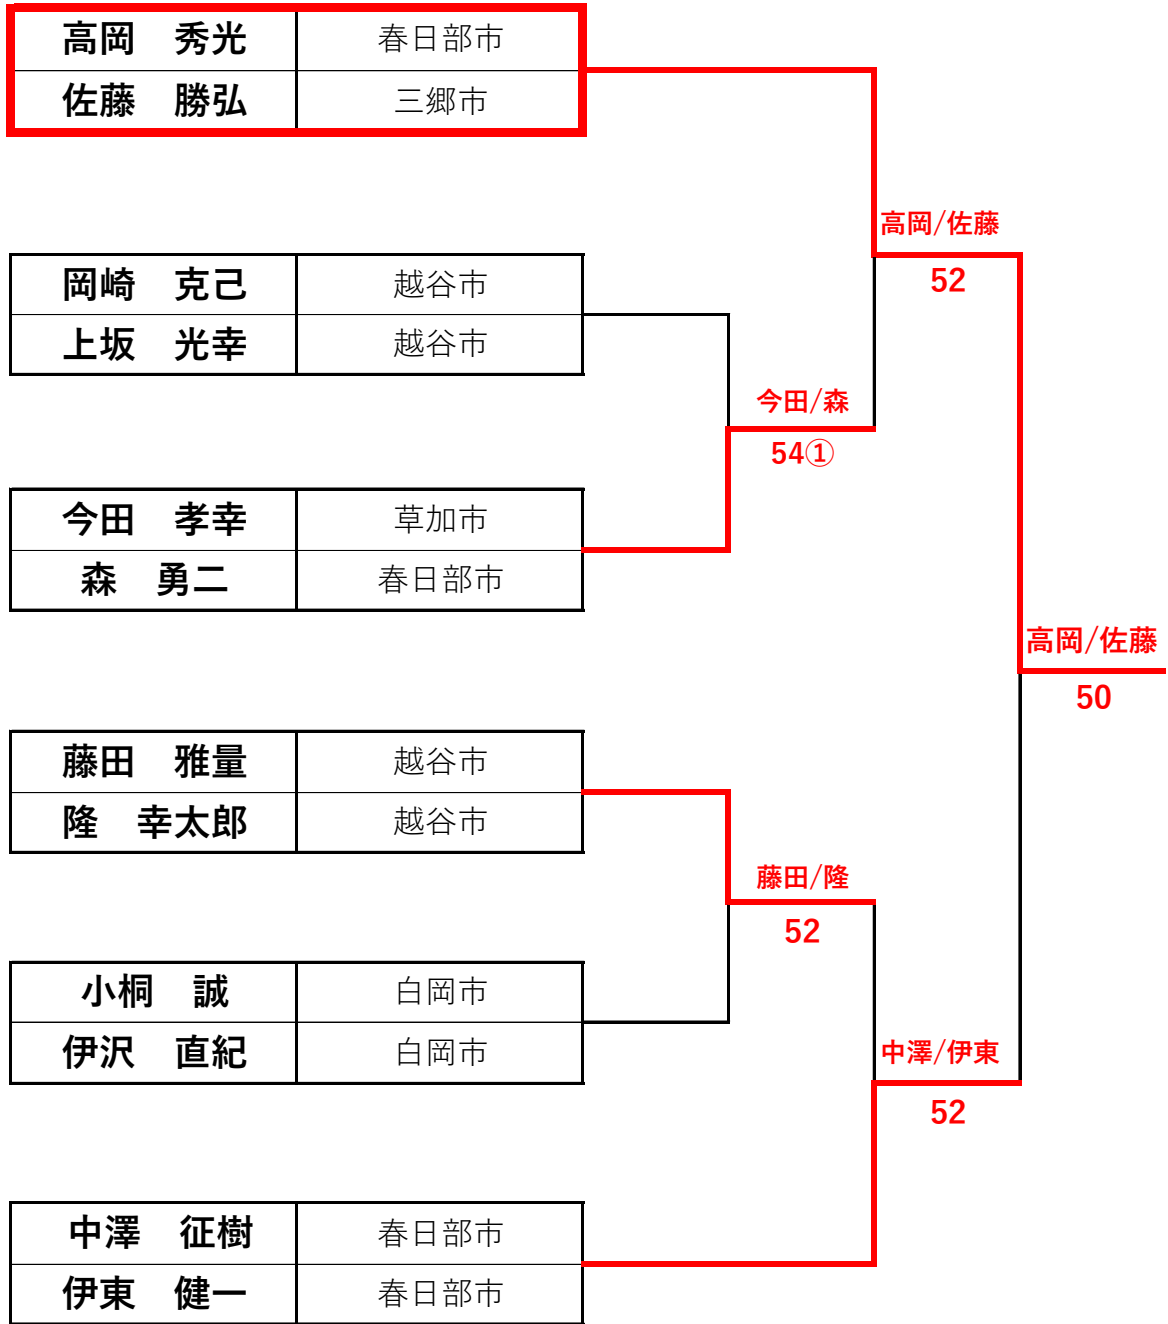 高岡　秀光 春日部市
佐藤　勝弘 三郷市
高岡/佐藤
52
岡崎　克己 越谷市
上坂　光幸 越谷市
今田/森
54①
今田　孝幸 草加市
森　勇二 春日部市
高岡/佐藤
50
藤田　雅量 越谷市
隆　幸太郎 越谷市
藤田/隆
52
小桐　誠 白岡市
伊沢　直紀 白岡市
中澤/伊東
52
中澤　征樹 春日部市
伊東　健一 春日部市